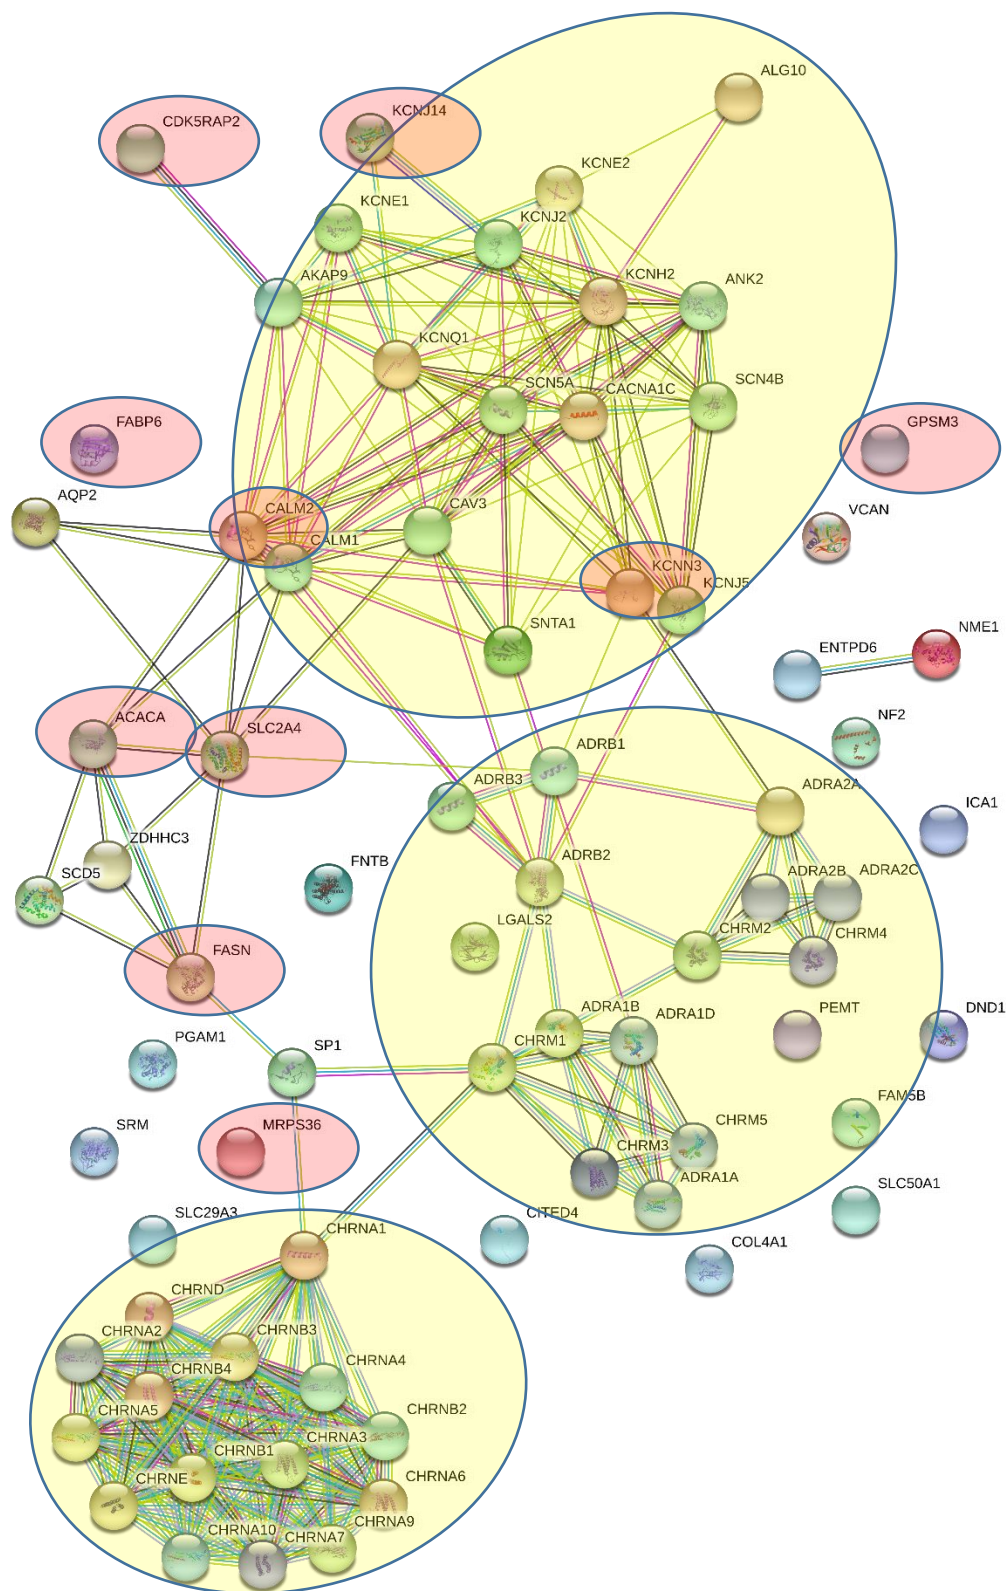 ALG10
CDK5RAP2
KCNJ14
KCNE2
KCNE1
KCNJ2
AKAP9
KCNH2
ANK2
KCNQ1
SCN5A
CACNA1C
SCN4B
FABP6
GPSM3
AQP2
CALM2
CAV3
VCAN
CALM1
KCNN3
KCNJ5
SNTA1
ENTPD6
NME1
ACACA
SLC2A4
NF2
ADRB1
ADRB3
ADRA2A
ICA1
ZDHHC3
ADRB2
SCD5
FNTB
ADRA2B
ADRA2C
LGALS2
CHRM2
CHRM4
FASN
ADRA1B
ADRA1D
PEMT
DND1
PGAM1
SP1
CHRM1
FAM5B
SRM
MRPS36
CHRM5
CHRM3
ADRA1A
SLC50A1
SLC29A3
CHRNA1
CITED4
COL4A1
CHRND
CHRNA2
CHRNB3
CHRNA4
CHRNB4
CHRNA5
CHRNB2
CHRNA3
CHRNB1
CHRNE
CHRNA6
CHRNA9
CHRNA10
CHRNA7